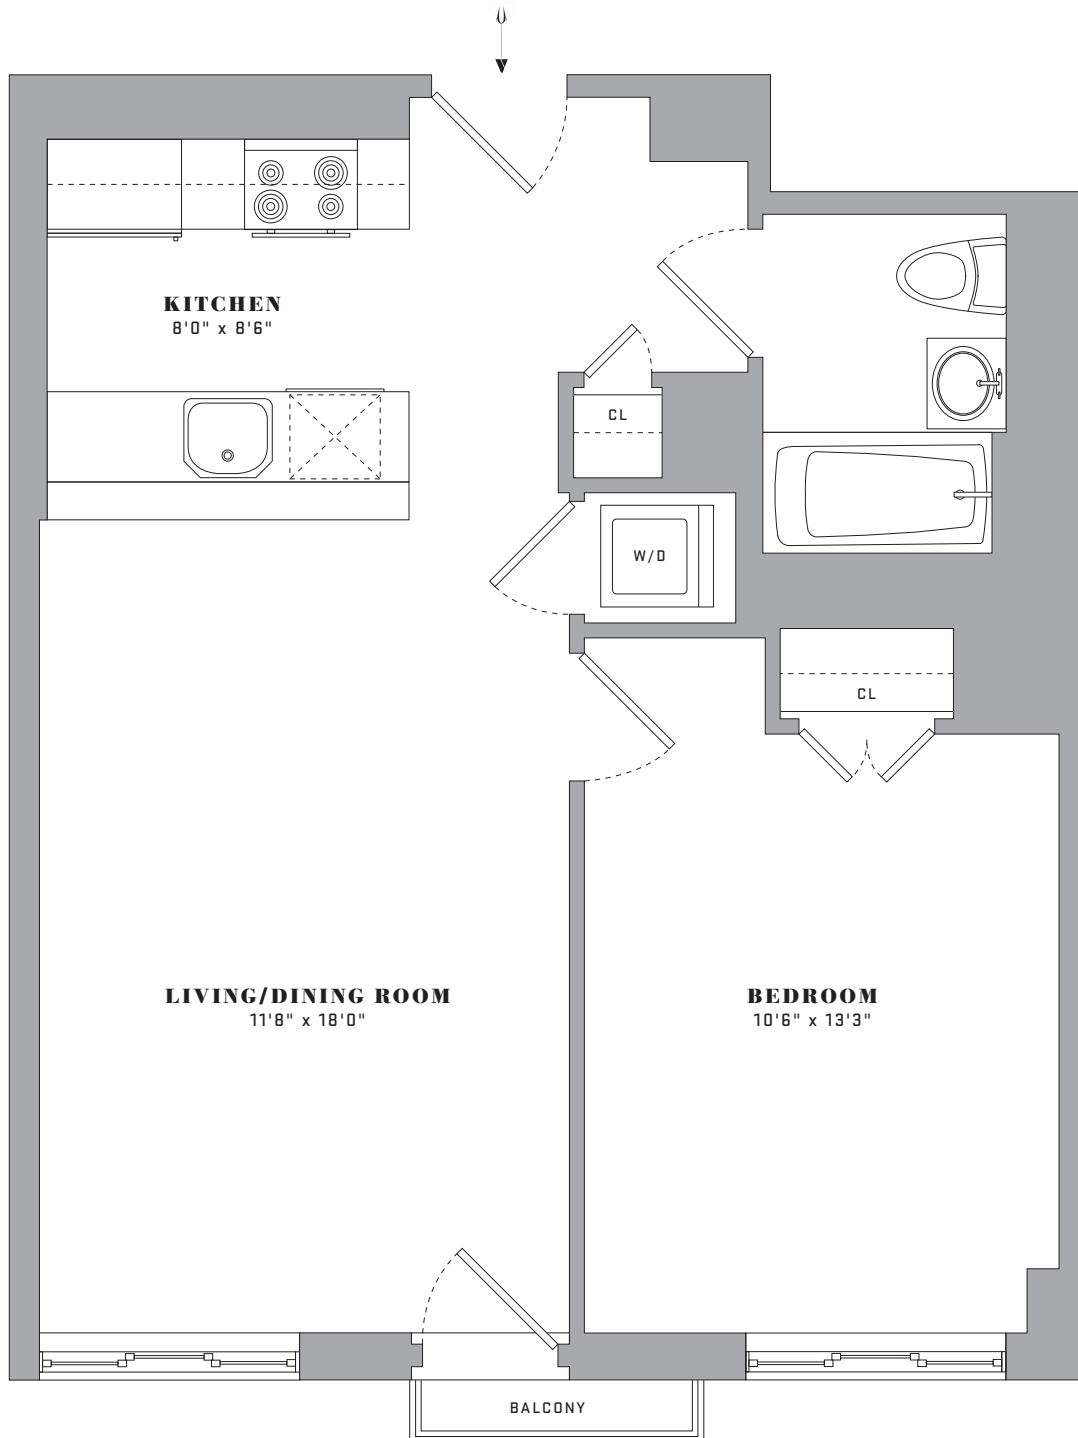 KITCHEN
8'0" x 8'6"
CL
W/D
CL
LIVING/DINING ROOM
11'8" x 18'0"
BEDROOM
10'6" x 13'3"
BALCONY